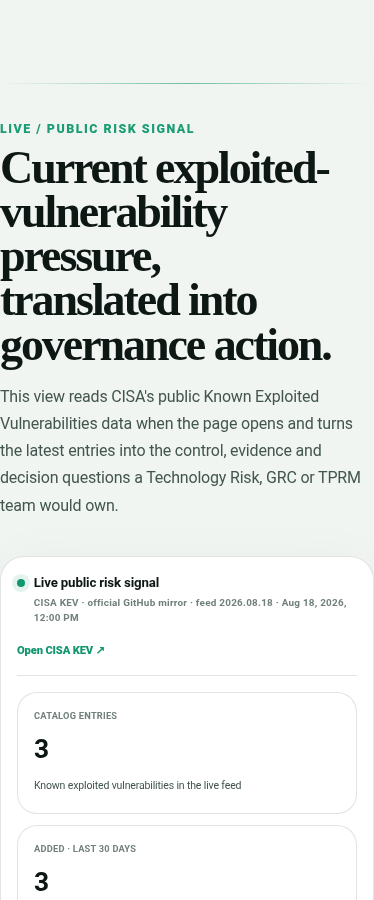 LIVE / PUBLIC RISK SIGNAL
Current exploited-
vulnerability
pressure,
translated into
governance action.
This view reads CISA's public Known Exploited
Vulnerabilities data when the page opens and turns
the latest entries into the control, evidence and
decision questions a Technology Risk, GRC or TPRM
team would own.
Live public risk signal
CISA KEV · official GitHub mirror · feed 2026.08.18 · Aug 18, 2026,
12:00 PM
Open CISA KEV ↗
CATALOG ENTRIES
3
Known exploited vulnerabilities in the live feed
ADDED · LAST 30 DAYS
3